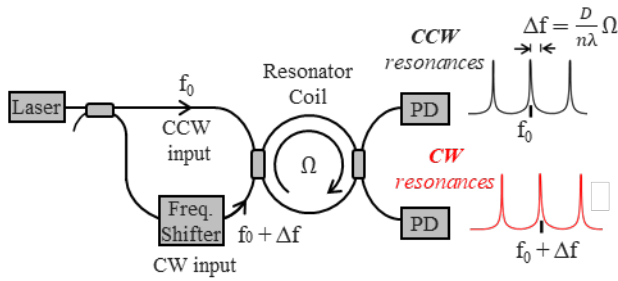 Laser
f₀
CCW
input
Freq.
Shifter
CW input
f₀ + Δf
Resonator
Coil
Ω
PD
PD
CCW
resonances
Δf = D/nλ Ω
f₀
CW
resonances
f₀ + Δf